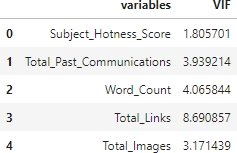 variables VIF
0 Subject_Hotness_Score 1.805701
1 Total_Past_Communications 3.939214
2 Word_Count 4.065844
3 Total_Links 8.690857
4 Total_Images 3.171439